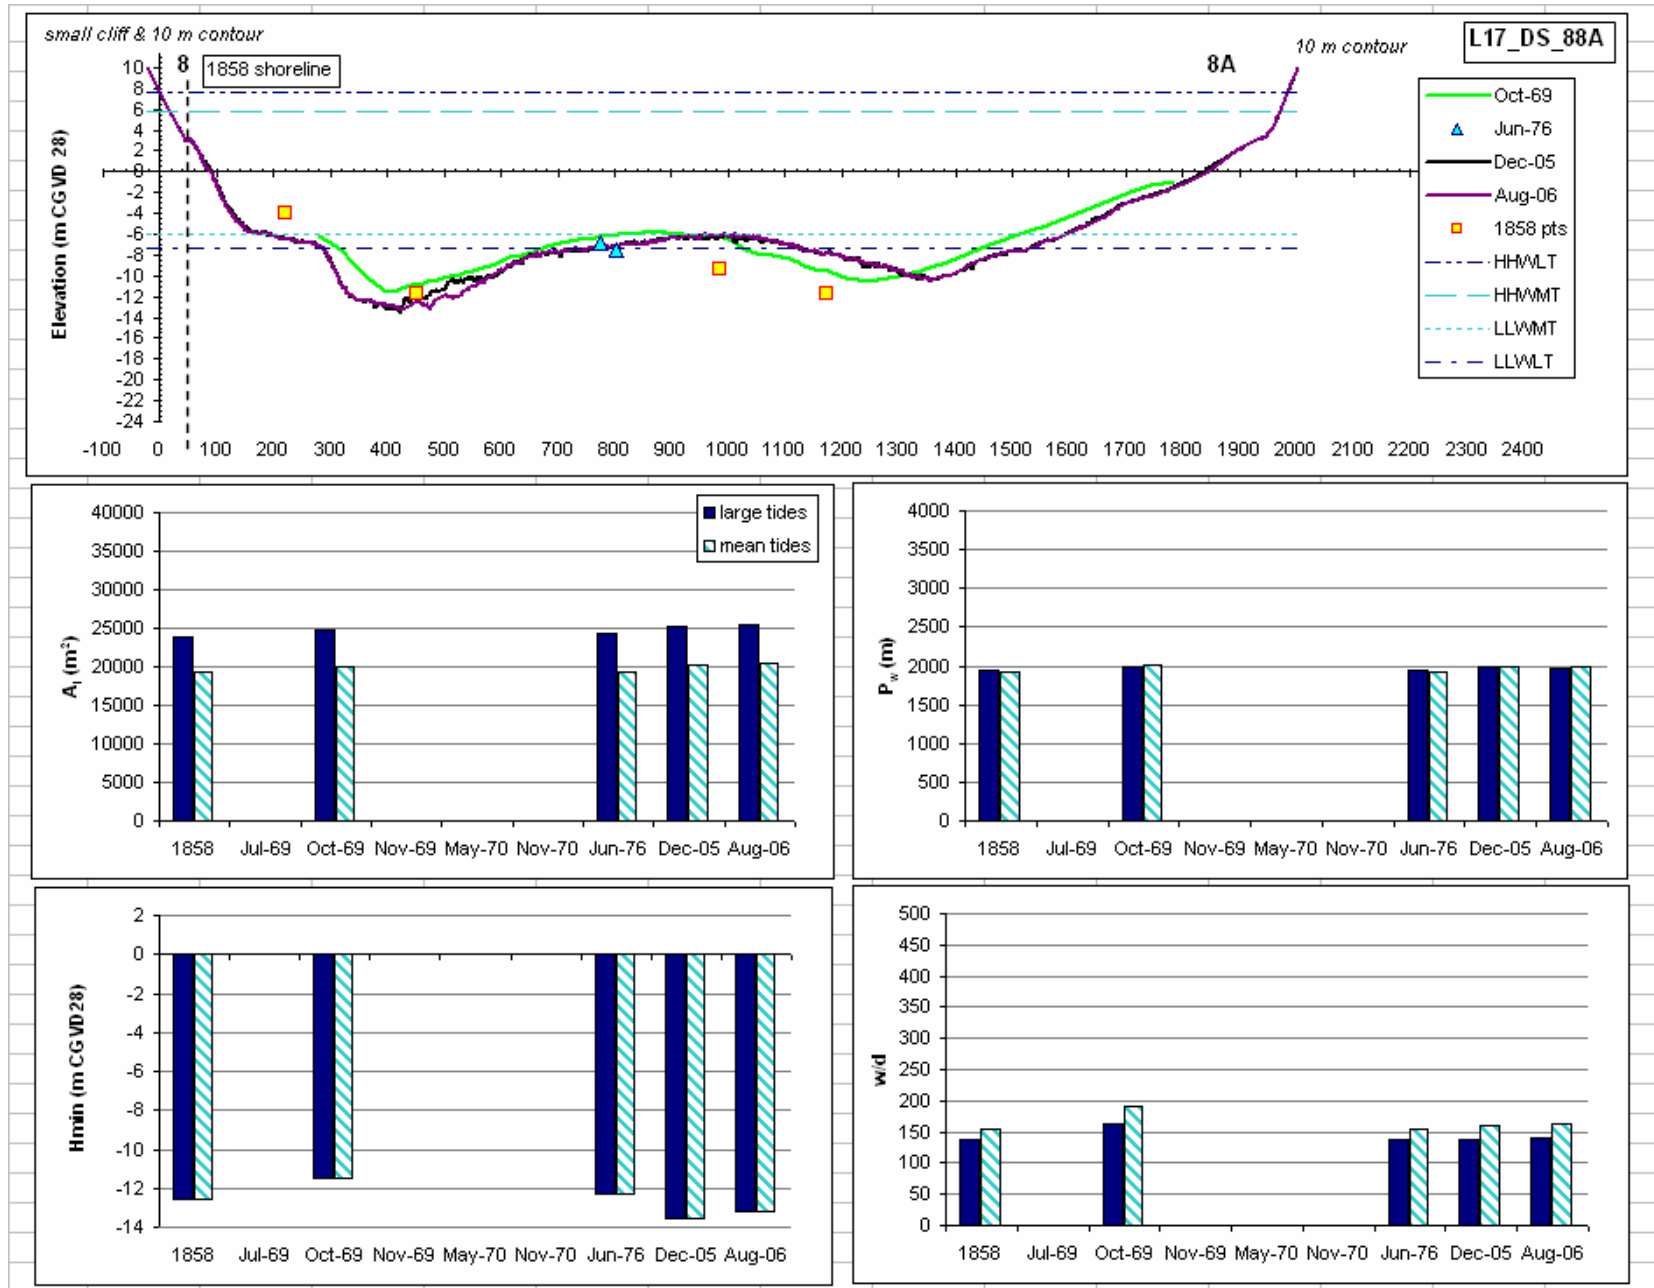 small cliff & 10 m contour
8
1858 shoreline
8A
10 m contour
L17_DS_88A
Elevation (m CGVD 28)
10
8
6
4
2
0
-2
-4
-6
-8
-10
-12
-14
-16
-18
-20
-22
-24
-100 0 100 200 300 400 500 600 700 800 900 1000 1100 1200 1300 1400 1500 1600 1700 1800 1900 2000 2100 2200 2300 2400
Oct-69
Jun-76
Dec-05
Aug-06
1858 pts
HHWLT
HHWMT
LLWMT
LLWLT
A_l (m²)
40000
35000
30000
25000
20000
15000
10000
5000
0
large tides
mean tides
1858 Jul-69 Oct-69 Nov-69 May-70 Nov-70 Jun-76 Dec-05 Aug-06
P_w (m)
4000
3500
3000
2500
2000
1500
1000
500
0
1858 Jul-69 Oct-69 Nov-69 May-70 Nov-70 Jun-76 Dec-05 Aug-06
Hmin (m CGVD28)
2
0
-2
-4
-6
-8
-10
-12
-14
1858 Jul-69 Oct-69 Nov-69 May-70 Nov-70 Jun-76 Dec-05 Aug-06
w/d
500
450
400
350
300
250
200
150
100
50
0
1858 Jul-69 Oct-69 Nov-69 May-70 Nov-70 Jun-76 Dec-05 Aug-06